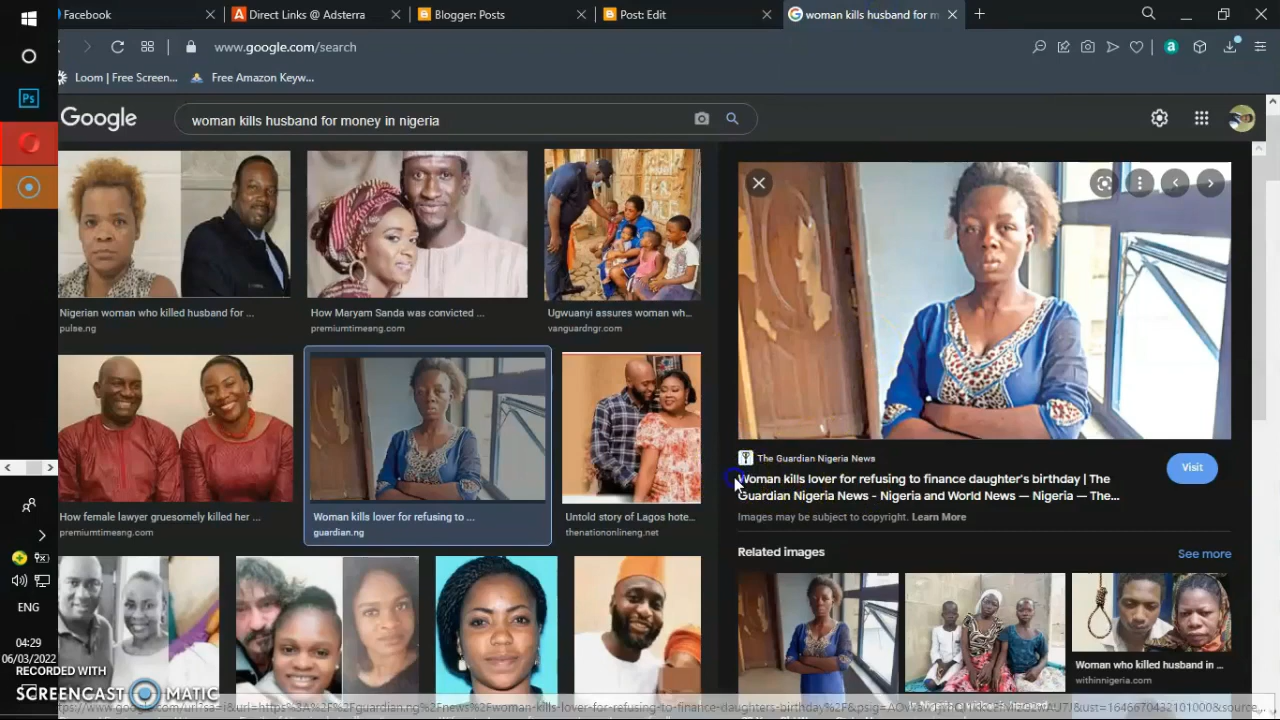 Facebook
Direct Links @ Adsterra
Blogger: Posts
Post: Edit
woman kills husband for m
www.google.com/search
Loom | Free Screen...
Free Amazon Keyw...
a
Ps
Google
woman kills husband for money in nigeria
Nigerian woman who killed husband for ...
pulse.ng
How Maryam Sanda was convicted ...
premiumtimesng.com
Ugwuanyi assures woman wh...
vanguardngr.com
How female lawyer gruesomely killed her ...
premiumtimesng.com
Woman kills lover for refusing to ...
guardian.ng
Untold story of Lagos hote...
thenationonlineng.net
The Guardian Nigeria News
Woman kills lover for refusing to finance daughter's birthday | The
Guardian Nigeria News - Nigeria and World News — Nigeria — The...
Visit
Images may be subject to copyright. Learn More
Related images
See more
Woman who killed husband in ...
withinnigeria.com
ENG
04:29
06/03/2022
RECORDED WITH
SCREENCAST MATIC